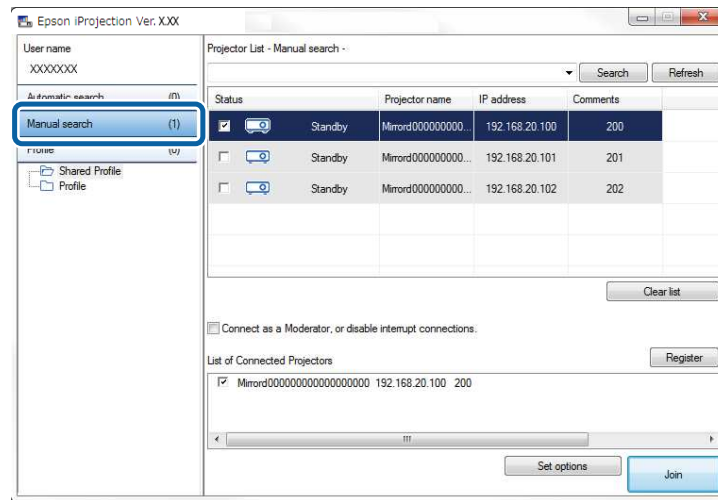 Epson iProjection Ver. X.XX
User name
XXXXXXX
Automatic search (0)
Manual search (1)
Profile (0)
Shared Profile
Profile
Projector List - Manual search -
Search Refresh
Status Projector name IP address Comments
Standby Mirrord000000000... 192.168.20.100 200
Standby Mirrord000000000... 192.168.20.101 201
Standby Mirrord000000000... 192.168.20.102 202
Clear list
Connect as a Moderator, or disable interrupt connections.
List of Connected Projectors Register
Mirrord000000000000000000 192.168.20.100 200
Set options Join